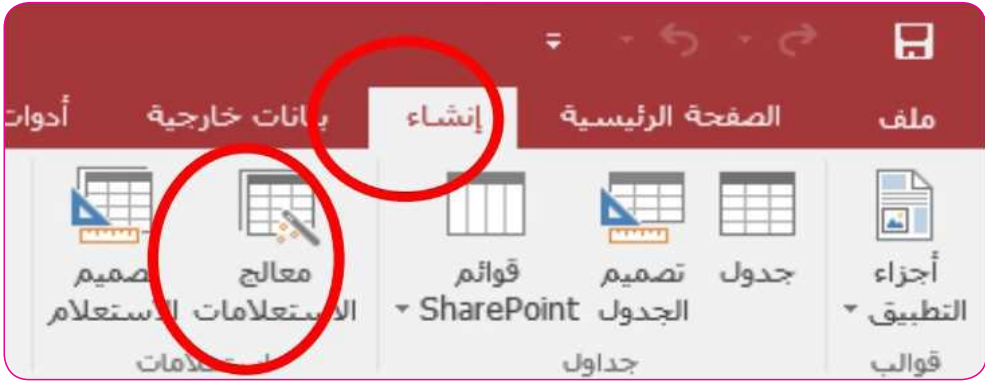 ملف الصفحة الرئيسية إنشاء بيانات خارجية أدوات
أجزاء
التطبيق
جدول
تصميم
الجدول
قوائم
SharePoint
معالج
الاستعلامات
تصميم
الاستعلام
قوالب
جداول
استعلامات